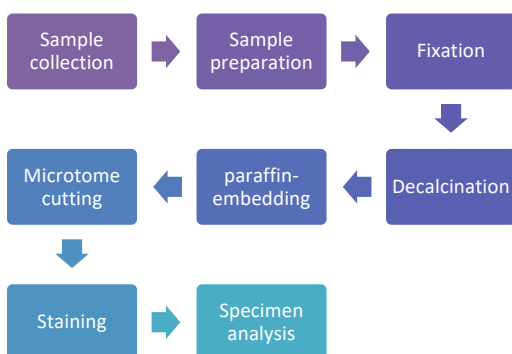 Sample
collection
Sample
preparation
Fixation
Decalcination
paraffin-
embedding
Microtome
cutting
Staining
Specimen
analysis